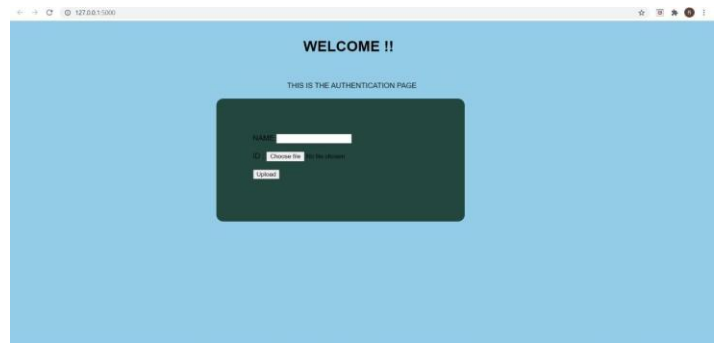 127.0.0.1:5000
WELCOME !!
THIS IS THE AUTHENTICATION PAGE
NAME
ID : Choose file No file chosen
Upload